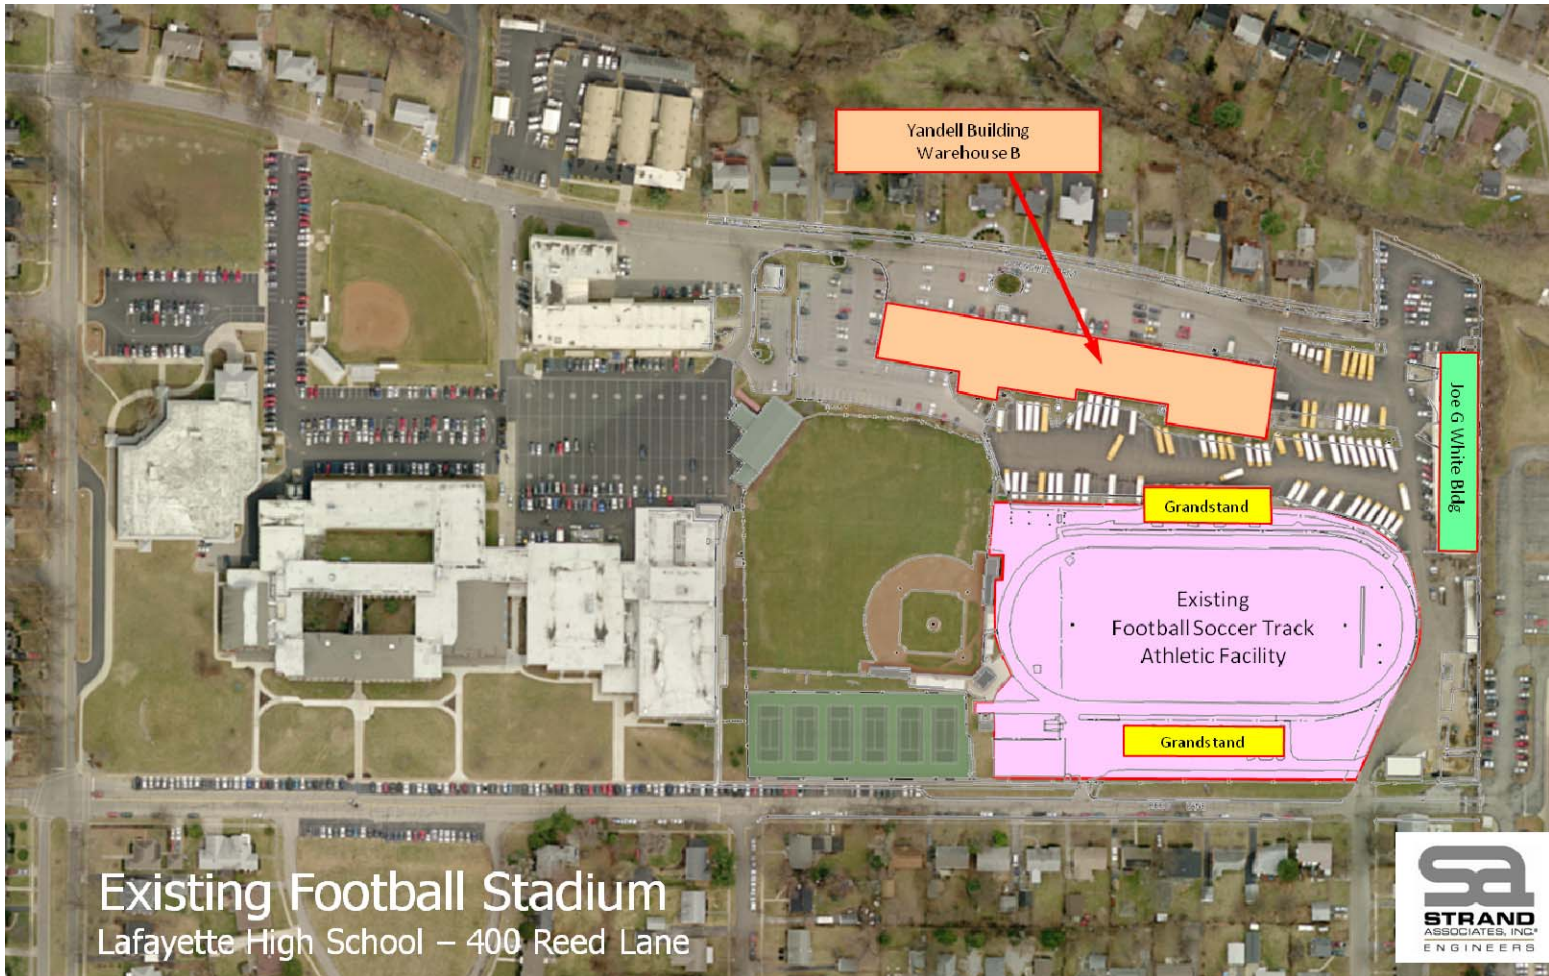 Yandell Building
Warehouse B
Joe G White Bldg
Grandstand
Existing
Football Soccer Track
Athletic Facility
Grandstand
Existing Football Stadium
Lafayette High School – 400 Reed Lane
sa
STRAND
ASSOCIATES, INC.®
ENGINEERS